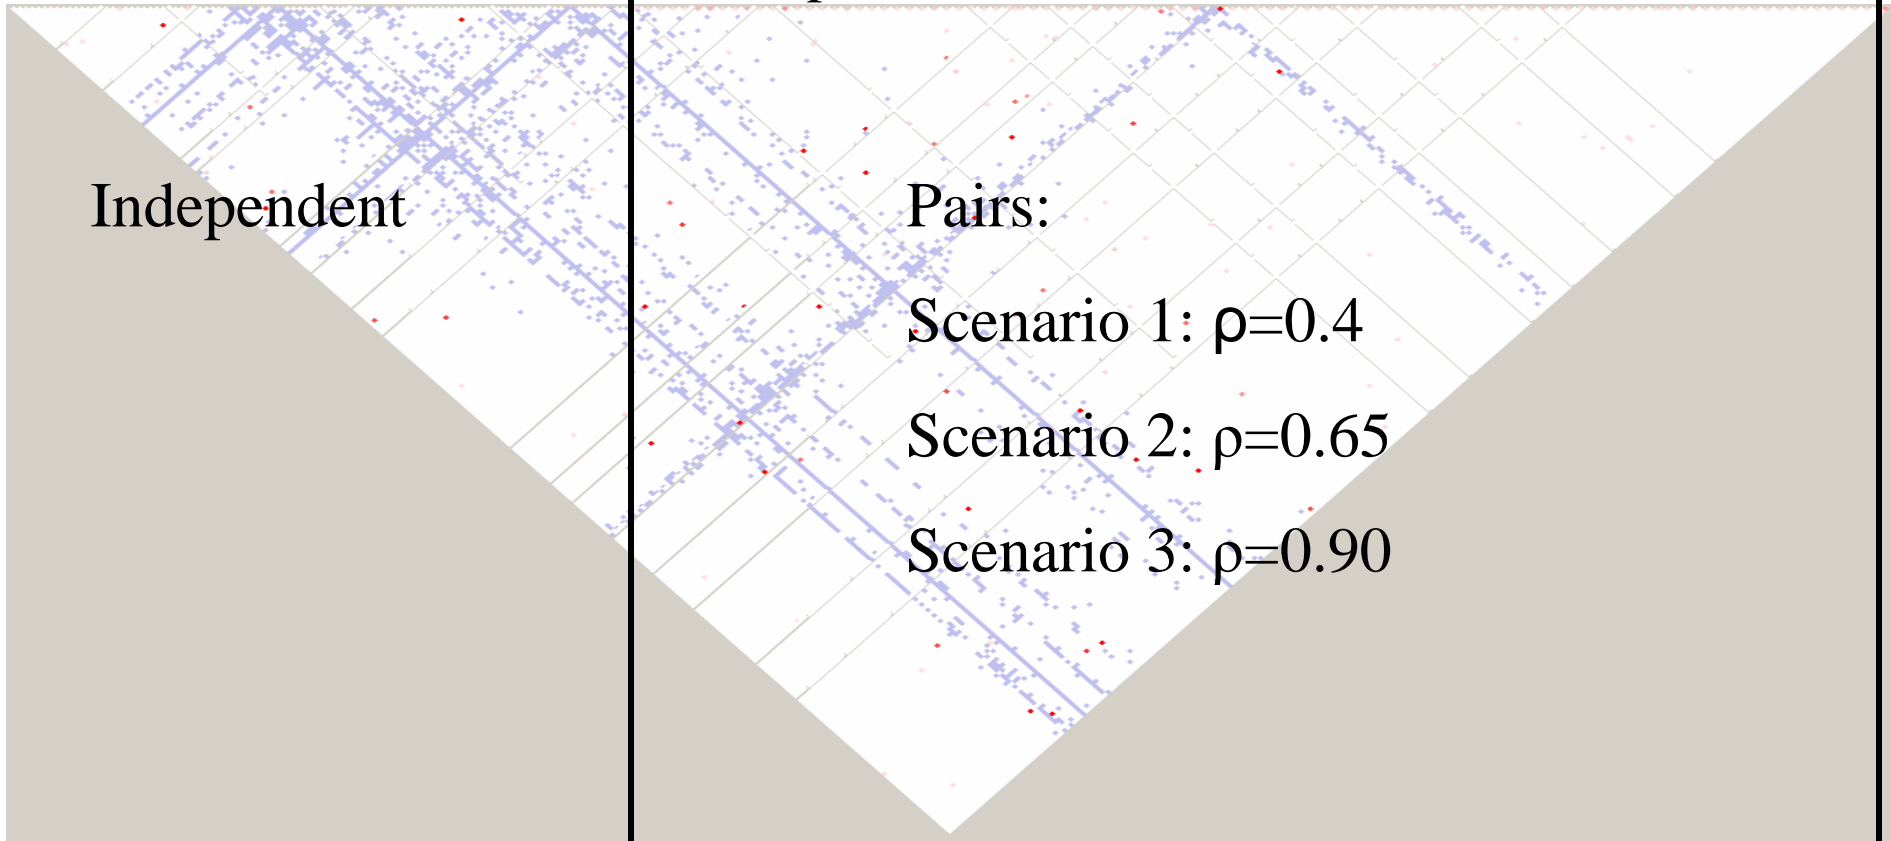 Independent
Pairs:
Scenario 1: ρ=0.4
Scenario 2: ρ=0.65
Scenario 3: ρ=0.90